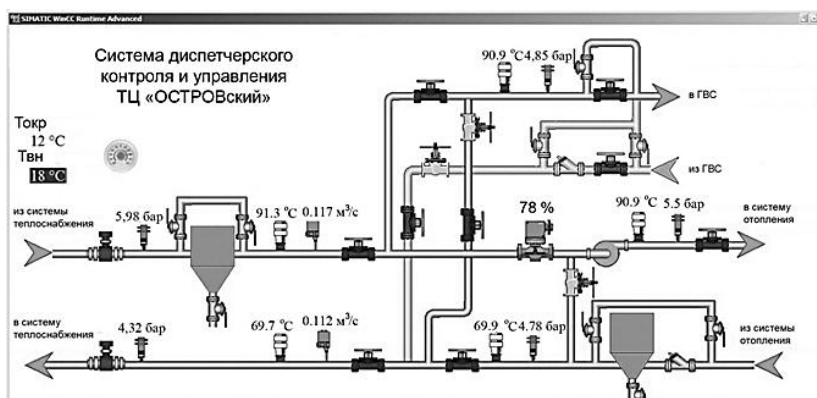 SIMATIC WinCC Runtime Advanced
Система диспетчерского
контроля и управления
ТЦ «ОСТРОВский»
Токр
12 °C
Твн
18 °C
90.9 °C 4,85 бар
в ГВС
из ГВС
из системы
теплоснабжения
5,98 бар
91.3 °C
0.117 м³/с
78 %
90.9 °C
5.5 бар
в систему
отопления
в систему
теплоснабжения
4,32 бар
69.7 °C
0.112 м³/с
69.9 °C 4.78 бар
из системы
отопления